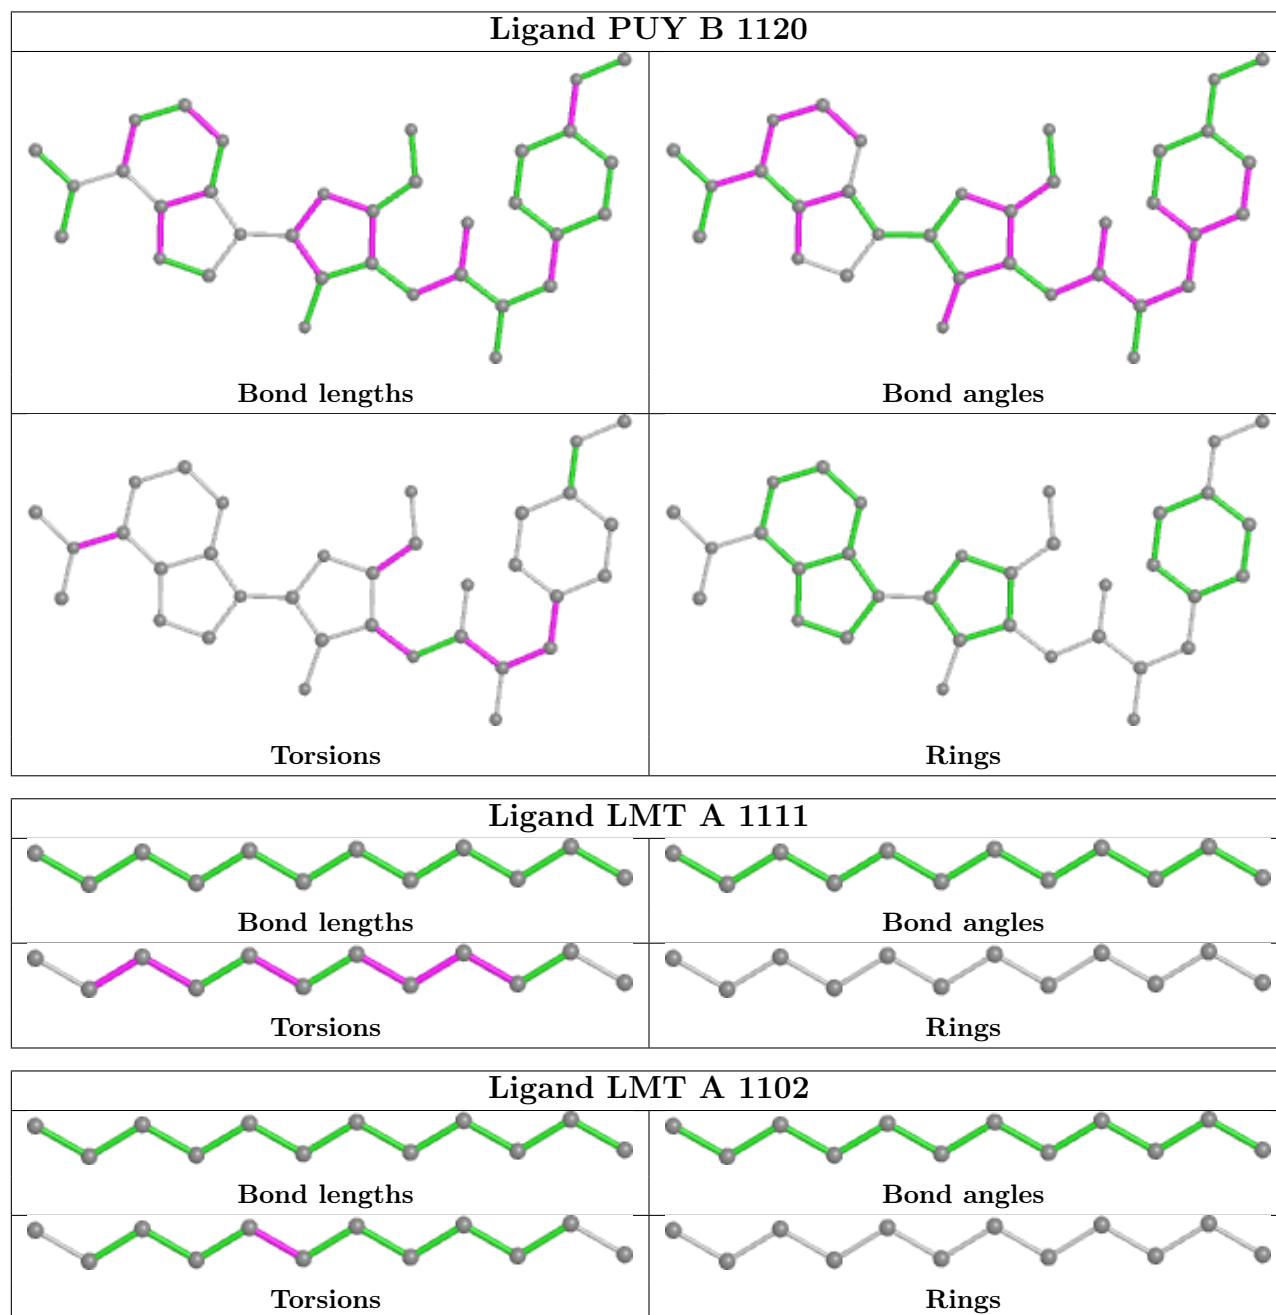 Ligand PUY B 1120
Bond lengths
Bond angles
Torsions
Rings
Ligand LMT A 1111
Bond lengths
Bond angles
Torsions
Rings
Ligand LMT A 1102
Bond lengths
Bond angles
Torsions
Rings